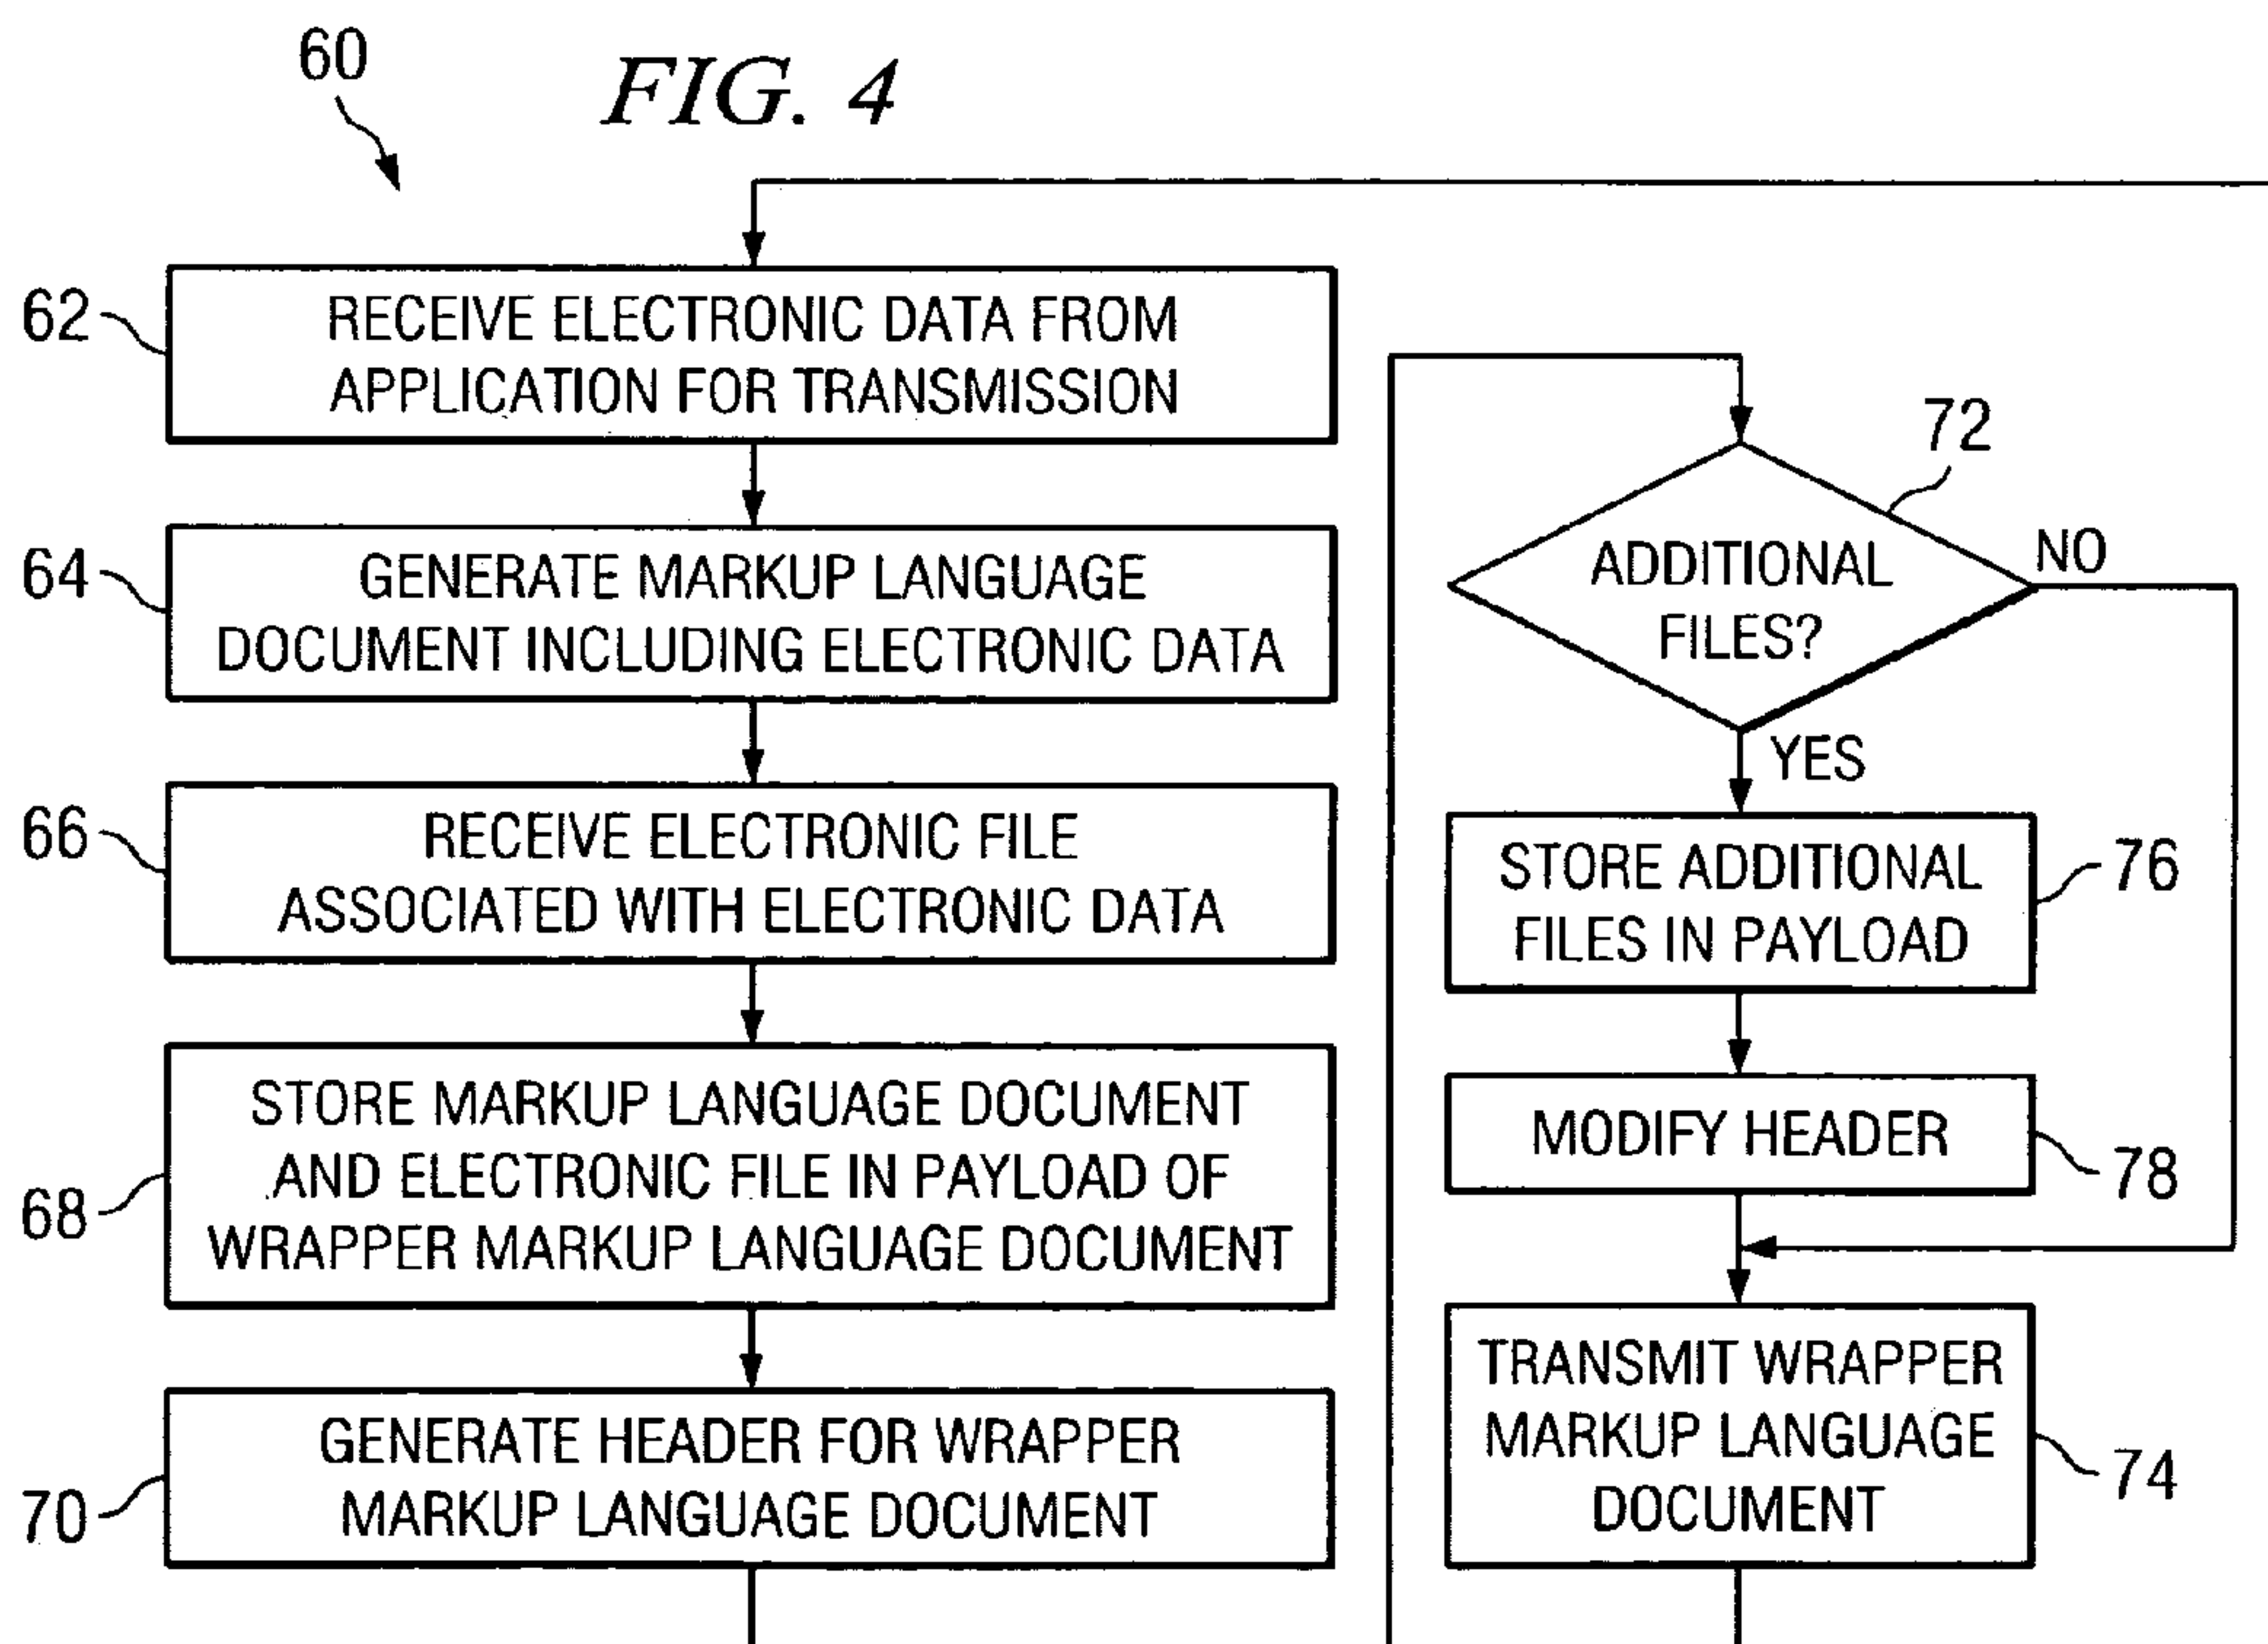 60
FIG. 4
62
RECEIVE ELECTRONIC DATA FROM
APPLICATION FOR TRANSMISSION
64
GENERATE MARKUP LANGUAGE
DOCUMENT INCLUDING ELECTRONIC DATA
66
RECEIVE ELECTRONIC FILE
ASSOCIATED WITH ELECTRONIC DATA
68
STORE MARKUP LANGUAGE DOCUMENT
AND ELECTRONIC FILE IN PAYLOAD OF
WRAPPER MARKUP LANGUAGE DOCUMENT
70
GENERATE HEADER FOR WRAPPER
MARKUP LANGUAGE DOCUMENT
72
ADDITIONAL
FILES?
NO
YES
STORE ADDITIONAL
FILES IN PAYLOAD
76
MODIFY HEADER
78
TRANSMIT WRAPPER
MARKUP LANGUAGE
DOCUMENT
74